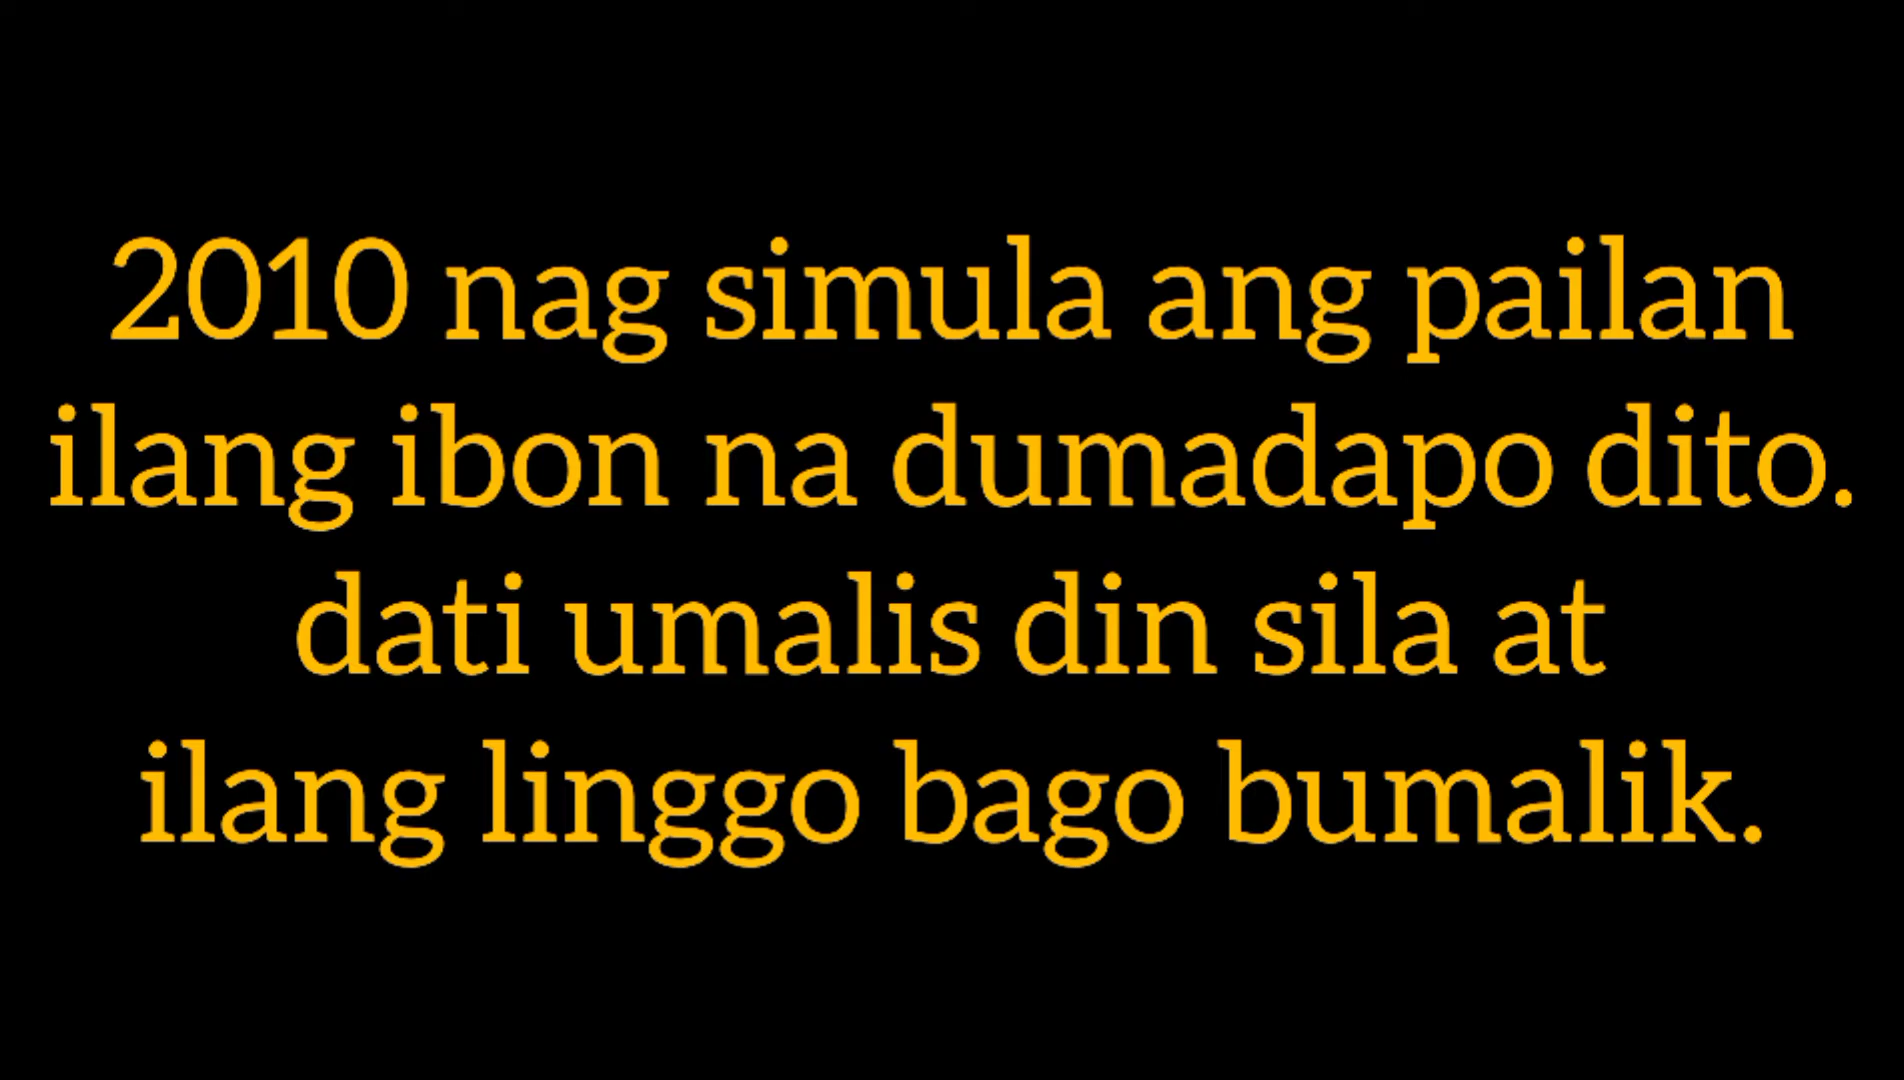 2010 nag simula ang pailan
ilang ibon na dumadapo dito.
dati umalis din sila at
ilang linggo bago bumalik.